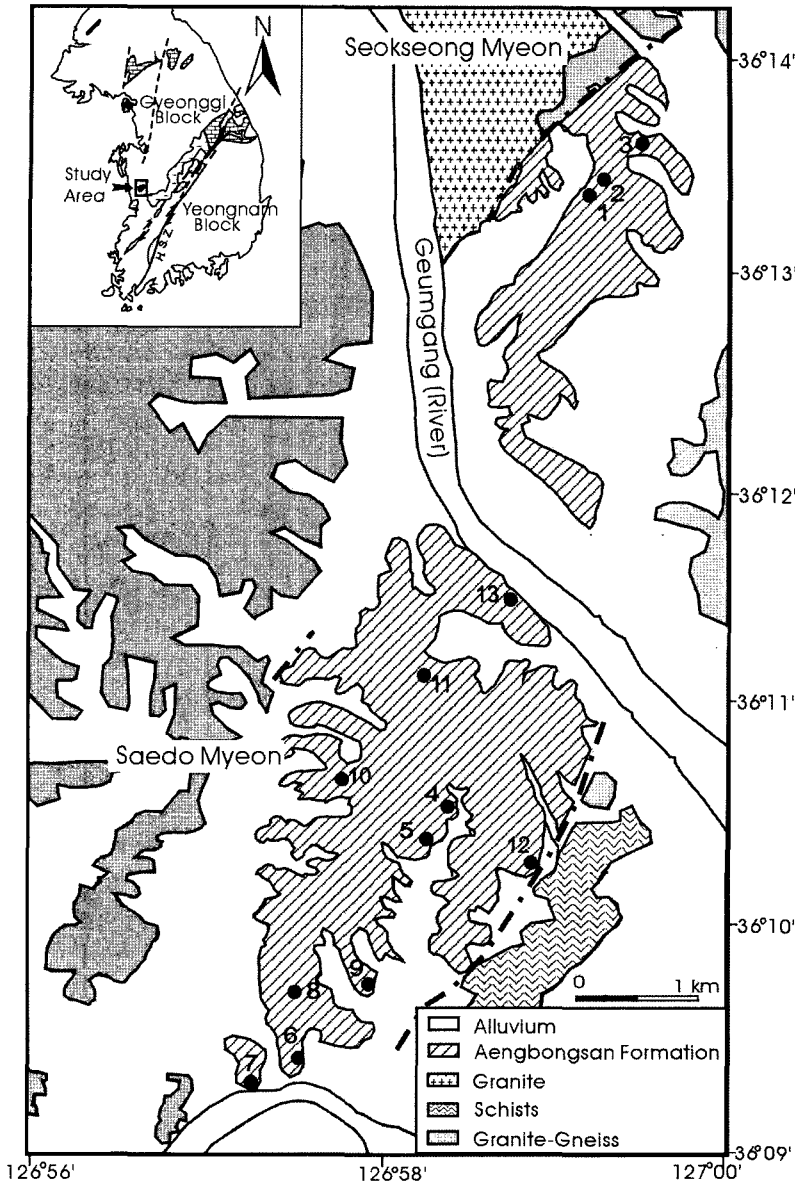 N
Seokseong Myeon
36°14'
Gyeonggi
Block
Study
Area
Yeongnam
Block
HSZ
3
2
1
36°13'
Geumgang (River)
36°12'
13
11
36°11'
Saedo Myeon
10
4
5
12
36°10'
9
8
0 1 km
6
7
Alluvium
Aengbongsan Formation
Granite
Schists
Granite-Gneiss
36°09'
126°56'
126°58'
127°00'